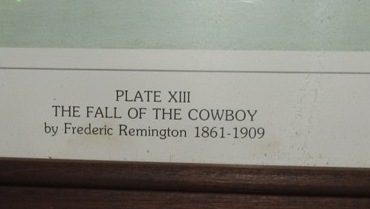 PLATE XIII
THE FALL OF THE COWBOY
by Frederic Remington 1861-1909